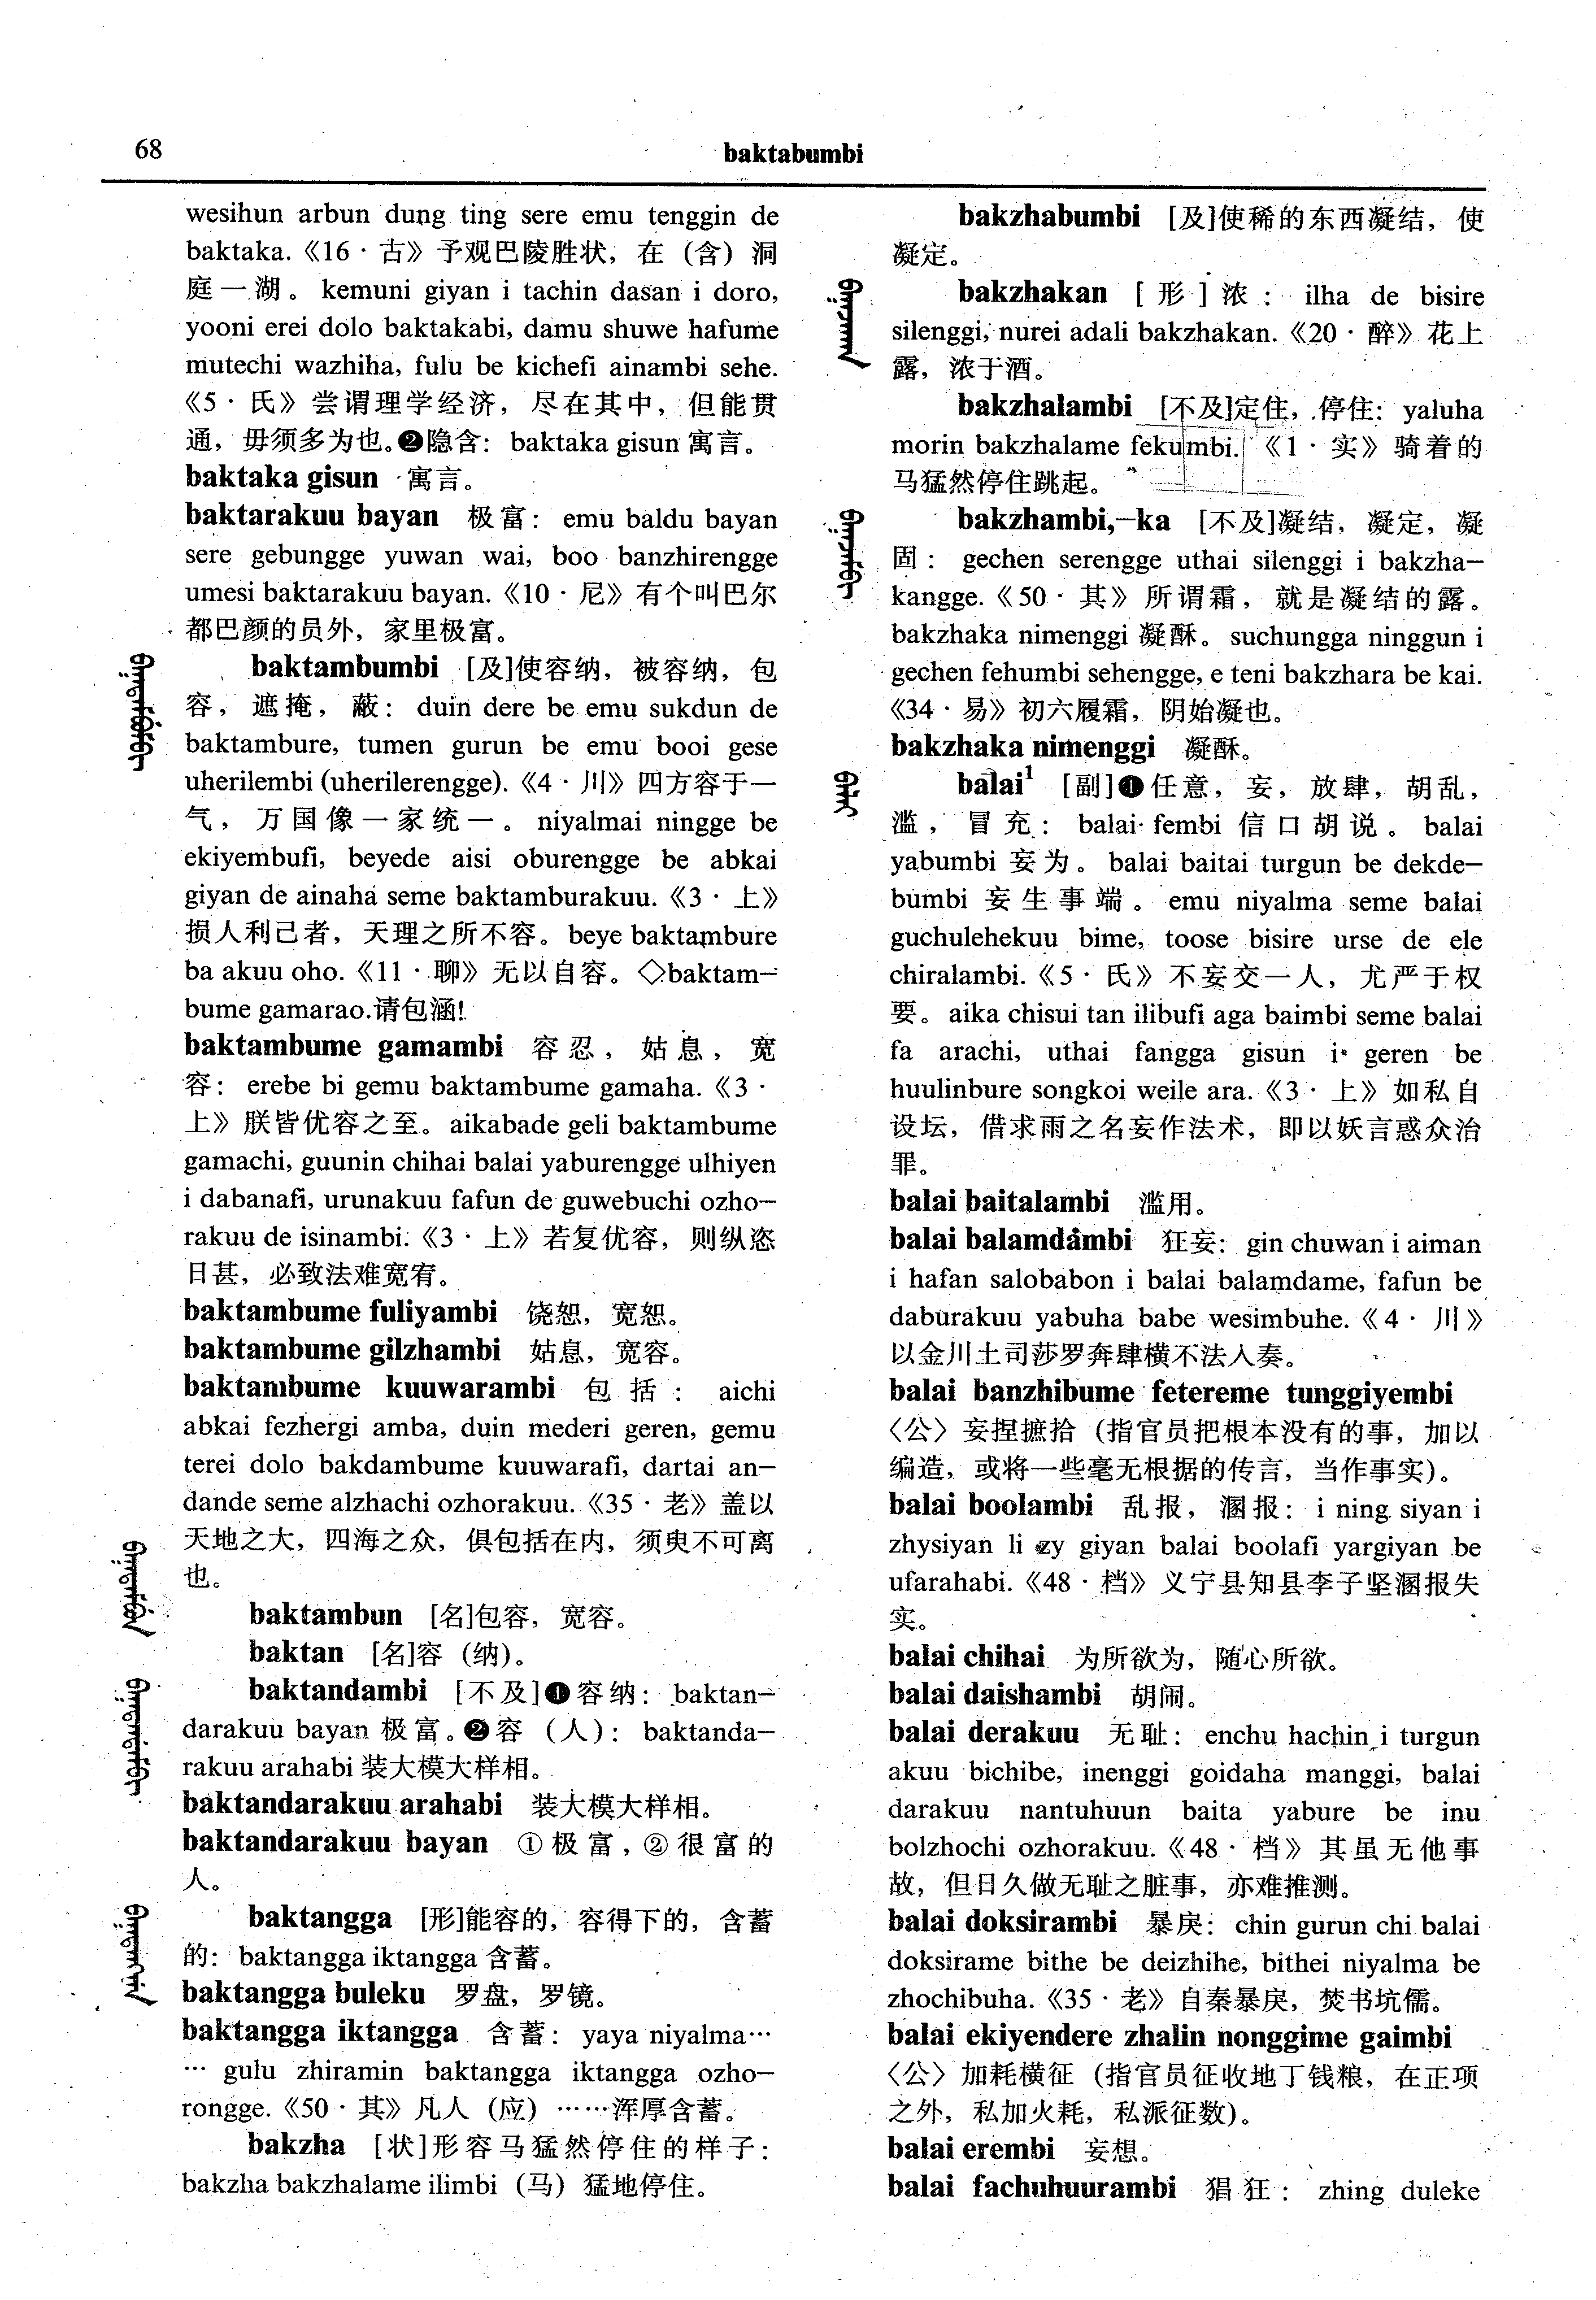 68
baktabumbi
wesihun arbun dung ting sere emu tenggin de
baktaka.《16·古》予观巴陵胜状，在（含）洞
庭一湖。kemuni giyan i tachin dasan i doro,
yooni erei dolo baktakabi, damu shuwe hafume
mutechi wazhiha, fulu be kichefi ainambi sehe.
《5·氏》尝谓理学经济，尽在其中，但能贯
通，毋须多为也。❷隐含：baktaka gisun 寓言。
baktaka gisun 寓言。
baktarakuu bayan 极富：emu baldu bayan
sere gebungge yuwan wai, boo banzhirengge
umesi baktarakuu bayan.《10·尼》有个叫巴尔
都巴颜的员外，家里极富。
baktambumbi [及]使容纳，被容纳，包
容，遮掩，蔽：duin dere be emu sukdun de
baktambure, tumen gurun be emu booi gese
uherilembi (uherilerengge).《4·川》四方容于一
气，万国像一家统一。niyalmai ningge be
ekiyembufi, beyede aisi oburengge be abkai
giyan de ainaha seme baktamburakuu.《3·上》
损人利己者，天理之所不容。beye baktambure
ba akuu oho.《11·聊》无以自容。◇baktam—
bume gamarao.请包涵!
baktambume gamambi 容忍，姑息，宽
容：erebe bi gemu baktambume gamaha.《3·
上》朕皆优容之至。aikabade geli baktambume
gamachi, guunin chihai balai yaburengge ulhiyen
i dabanafi, urunakuu fafun de guwebuchi ozho—
rakuu de isinambi.《3·上》若复优容，则纵恣
日甚，必致法难宽宥。
baktambume fuliyambi 饶恕，宽恕。
baktambume gilzhambi 姑息，宽容。
baktambume kuuwarambi 包括：aichi
abkai fezhergi amba, duin mederi geren, gemu
terei dolo bakdambume kuuwarafi, dartai an—
dande seme alzhachi ozhorakuu.《35·老》盖以
天地之大，四海之众，俱包括在内，须臾不可离
也。
baktambun [名]包容，宽容。
baktan [名]容（纳）。
baktandambi [不及]❶容纳：baktan—
darakuu bayan 极富。❷容（人）：baktanda—
rakuu arahabi 装大模大样相。
baktandarakuu arahabi 装大模大样相。
baktandarakuu bayan ①极富，②很富的
人。
baktangga [形]能容的，容得下的，含蓄
的：baktangga iktangga 含蓄。
baktangga buleku 罗盘，罗镜。
baktangga iktangga 含蓄：yaya niyalma…
… gulu zhiramin baktangga iktangga ozho—
rongge.《50·其》凡人（应）……浑厚含蓄。
bakzha [状]形容马猛然停住的样子：
bakzha bakzhalame ilimbi（马）猛地停住。
bakzhabumbi [及]使稀的东西凝结，使
凝定。
bakzhakan [形]浓：ilha de bisire
silenggi, nurei adali bakzhakan.《20·醉》花上
露，浓于酒。
bakzhalambi [不及]定住，停住：yaluha
morin bakzhalame fekumbi.《1·实》骑着的
马猛然停住跳起。
bakzhambi,—ka [不及]凝结，凝定，凝
固：gechen serengge uthai silenggi i bakzha—
kangge.《50·其》所谓霜，就是凝结的露。
bakzhaka nimenggi 凝酥。suchungga ninggun i
gechen fehumbi sehengge, e teni bakzhara be kai.
《34·易》初六履霜，阴始凝也。
bakzhaka nimenggi 凝酥。
balai¹ [副]❶任意，妄，放肆，胡乱，
滥，冒充：balai fembi 信口胡说。balai
yabumbi 妄为。balai baitai turgun be dekde—
bumbi 妄生事端。emu niyalma seme balai
guchulehekuu bime, toose bisire urse de ele
chiralambi.《5·氏》不妄交一人，尤严于权
要。aika chisui tan ilibufi aga baimbi seme balai
fa arachi, uthai fangga gisun i geren be
huulinbure songkoi weile ara.《3·上》如私自
设坛，借求雨之名妄作法术，即以妖言惑众治
罪。
balai baitalambi 滥用。
balai balamdambi 狂妄：gin chuwan i aiman
i hafan salobabon i balai balamdame, fafun be
daburakuu yabuha babe wesimbuhe.《4·川》
以金川土司莎罗奔肆横不法入奏。
balai banzhibume fetereme tunggiyembi
〈公〉妄捏摭拾（指官员把根本没有的事，加以
编造，或将一些毫无根据的传言，当作事实）。
balai boolambi 乱报，溷报：i ning siyan i
zhysiyan li zy giyan balai boolafi yargiyan be
ufarahabi.《48·档》义宁县知县李子坚溷报失
实。
balai chihai 为所欲为，随心所欲。
balai daishambi 胡闹。
balai derakuu 无耻：enchu hachin i turgun
akuu bichibe, inenggi goidaha manggi, balai
darakuu nantuhuun baita yabure be inu
bolzhochi ozhorakuu.《48·档》其虽无他事
故，但日久做无耻之脏事，亦难推测。
balai doksirambi 暴戾：chin gurun chi balai
doksirame bithe be deizhihe, bithei niyalma be
zhochibuha.《35·老》自秦暴戾，焚书坑儒。
balai ekiyendere zhalin nonggime gaimbi
〈公〉加耗横征（指官员征收地丁钱粮，在正项
之外，私加火耗，私派征数）。
balai erembi 妄想。
balai fachuhuurambi 猖狂：zhing duleke